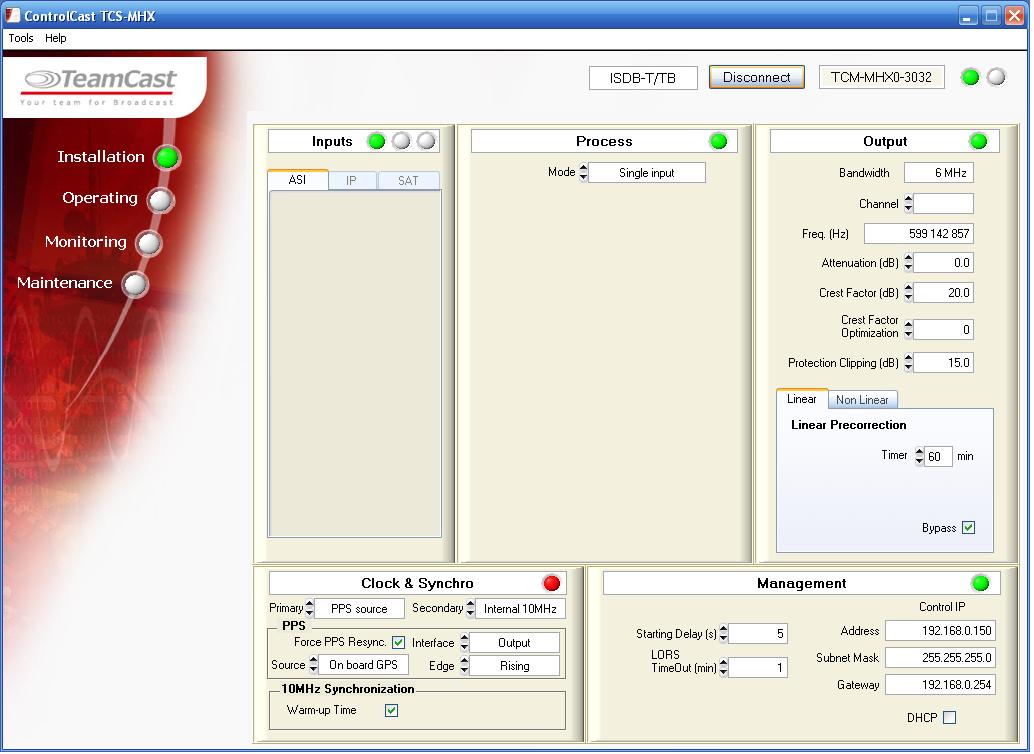 ControlCast TCS-MHX
Tools Help
TeamCast
Your team for Broadcast
ISDB-T/TB Disconnect TCM-MHX0-3032
Installation
Operating
Monitoring
Maintenance
Inputs
ASI IP SAT
Process
Mode Single input
Output
Bandwidth 6 MHz
Channel
Freq. (Hz) 599 142 857
Attenuation (dB) 0.0
Crest Factor (dB) 20.0
Crest Factor
Optimization 0
Protection Clipping (dB) 15.0
Linear Non Linear
Linear Precorrection
Timer 60 min
Bypass
Clock & Synchro
Primary PPS source Secondary Internal 10MHz
PPS
Force PPS Resync. Interface Output
Source On board GPS Edge Rising
10MHz Synchronization
Warm-up Time
Management
Control IP
Starting Delay (s) 5
LORS
TimeOut (min) 1
Address 192.168.0.150
Subnet Mask 255.255.255.0
Gateway 192.168.0.254
DHCP